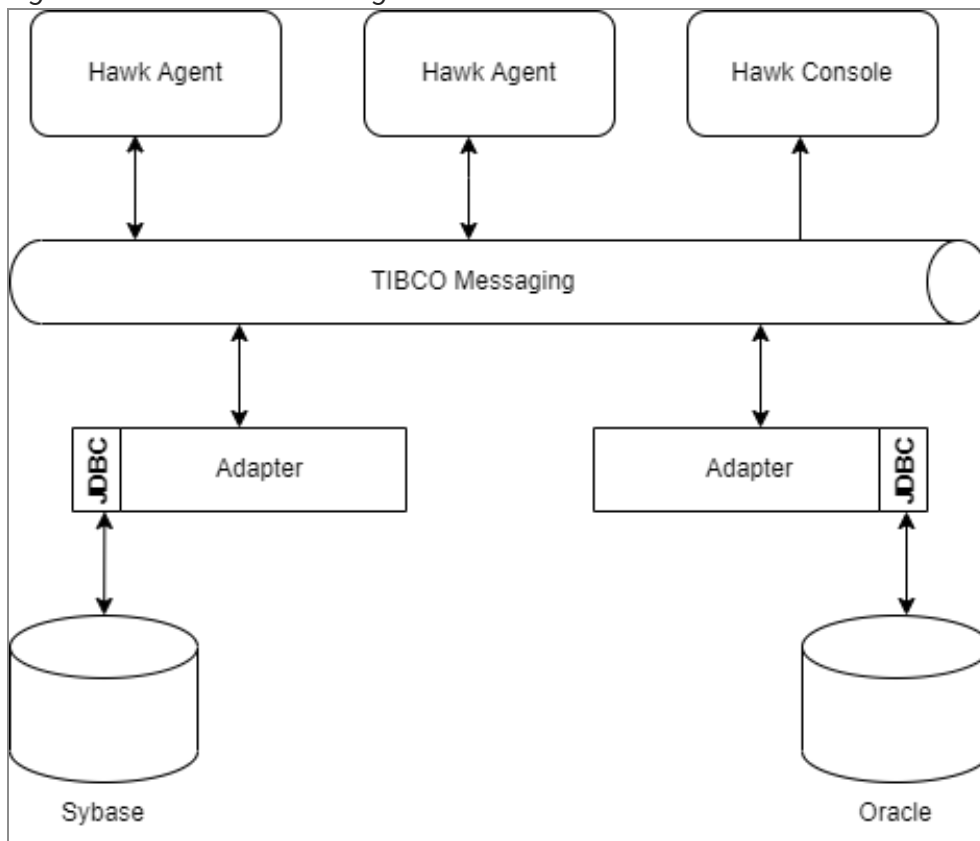 Hawk Agent
Hawk Agent
Hawk Console
TIBCO Messaging
JDBC
Adapter
Adapter
JDBC
Sybase
Oracle